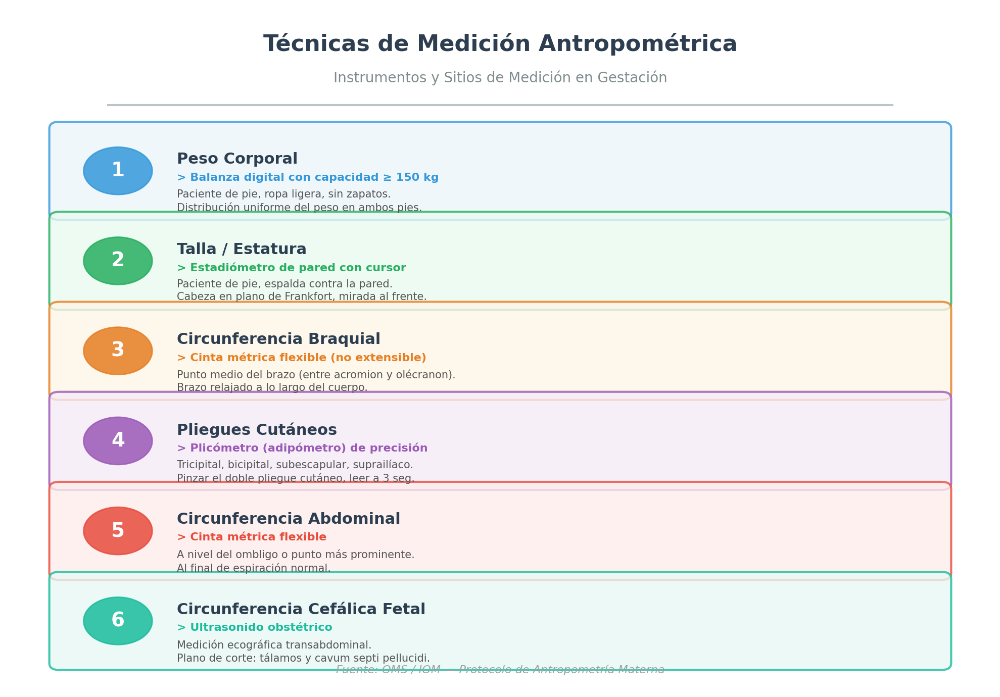 Técnicas de Medición Antropométrica
Instrumentos y Sitios de Medición en Gestación
1
Peso Corporal
> Balanza digital con capacidad ≥ 150 kg
Paciente de pie, ropa ligera, sin zapatos.
Distribución uniforme del peso en ambos pies.
2
Talla / Estatura
> Estadiómetro de pared con cursor
Paciente de pie, espalda contra la pared.
Cabeza en plano de Frankfort, mirada al frente.
3
Circunferencia Braquial
> Cinta métrica flexible (no extensible)
Punto medio del brazo (entre acromion y olécranon).
Brazo relajado a lo largo del cuerpo.
4
Pliegues Cutáneos
> Plicómetro (adipómetro) de precisión
Tricipital, bicipital, subescapular, suprailíaco.
Pinzar el doble pliegue cutáneo, leer a 3 seg.
5
Circunferencia Abdominal
> Cinta métrica flexible
A nivel del ombligo o punto más prominente.
Al final de espiración normal.
6
Circunferencia Cefálica Fetal
> Ultrasonido obstétrico
Medición ecográfica transabdominal.
Plano de corte: tálamos y cavum septi pellucidi.
Fuente: OMS / IOM — Protocolo de Antropometría Materna